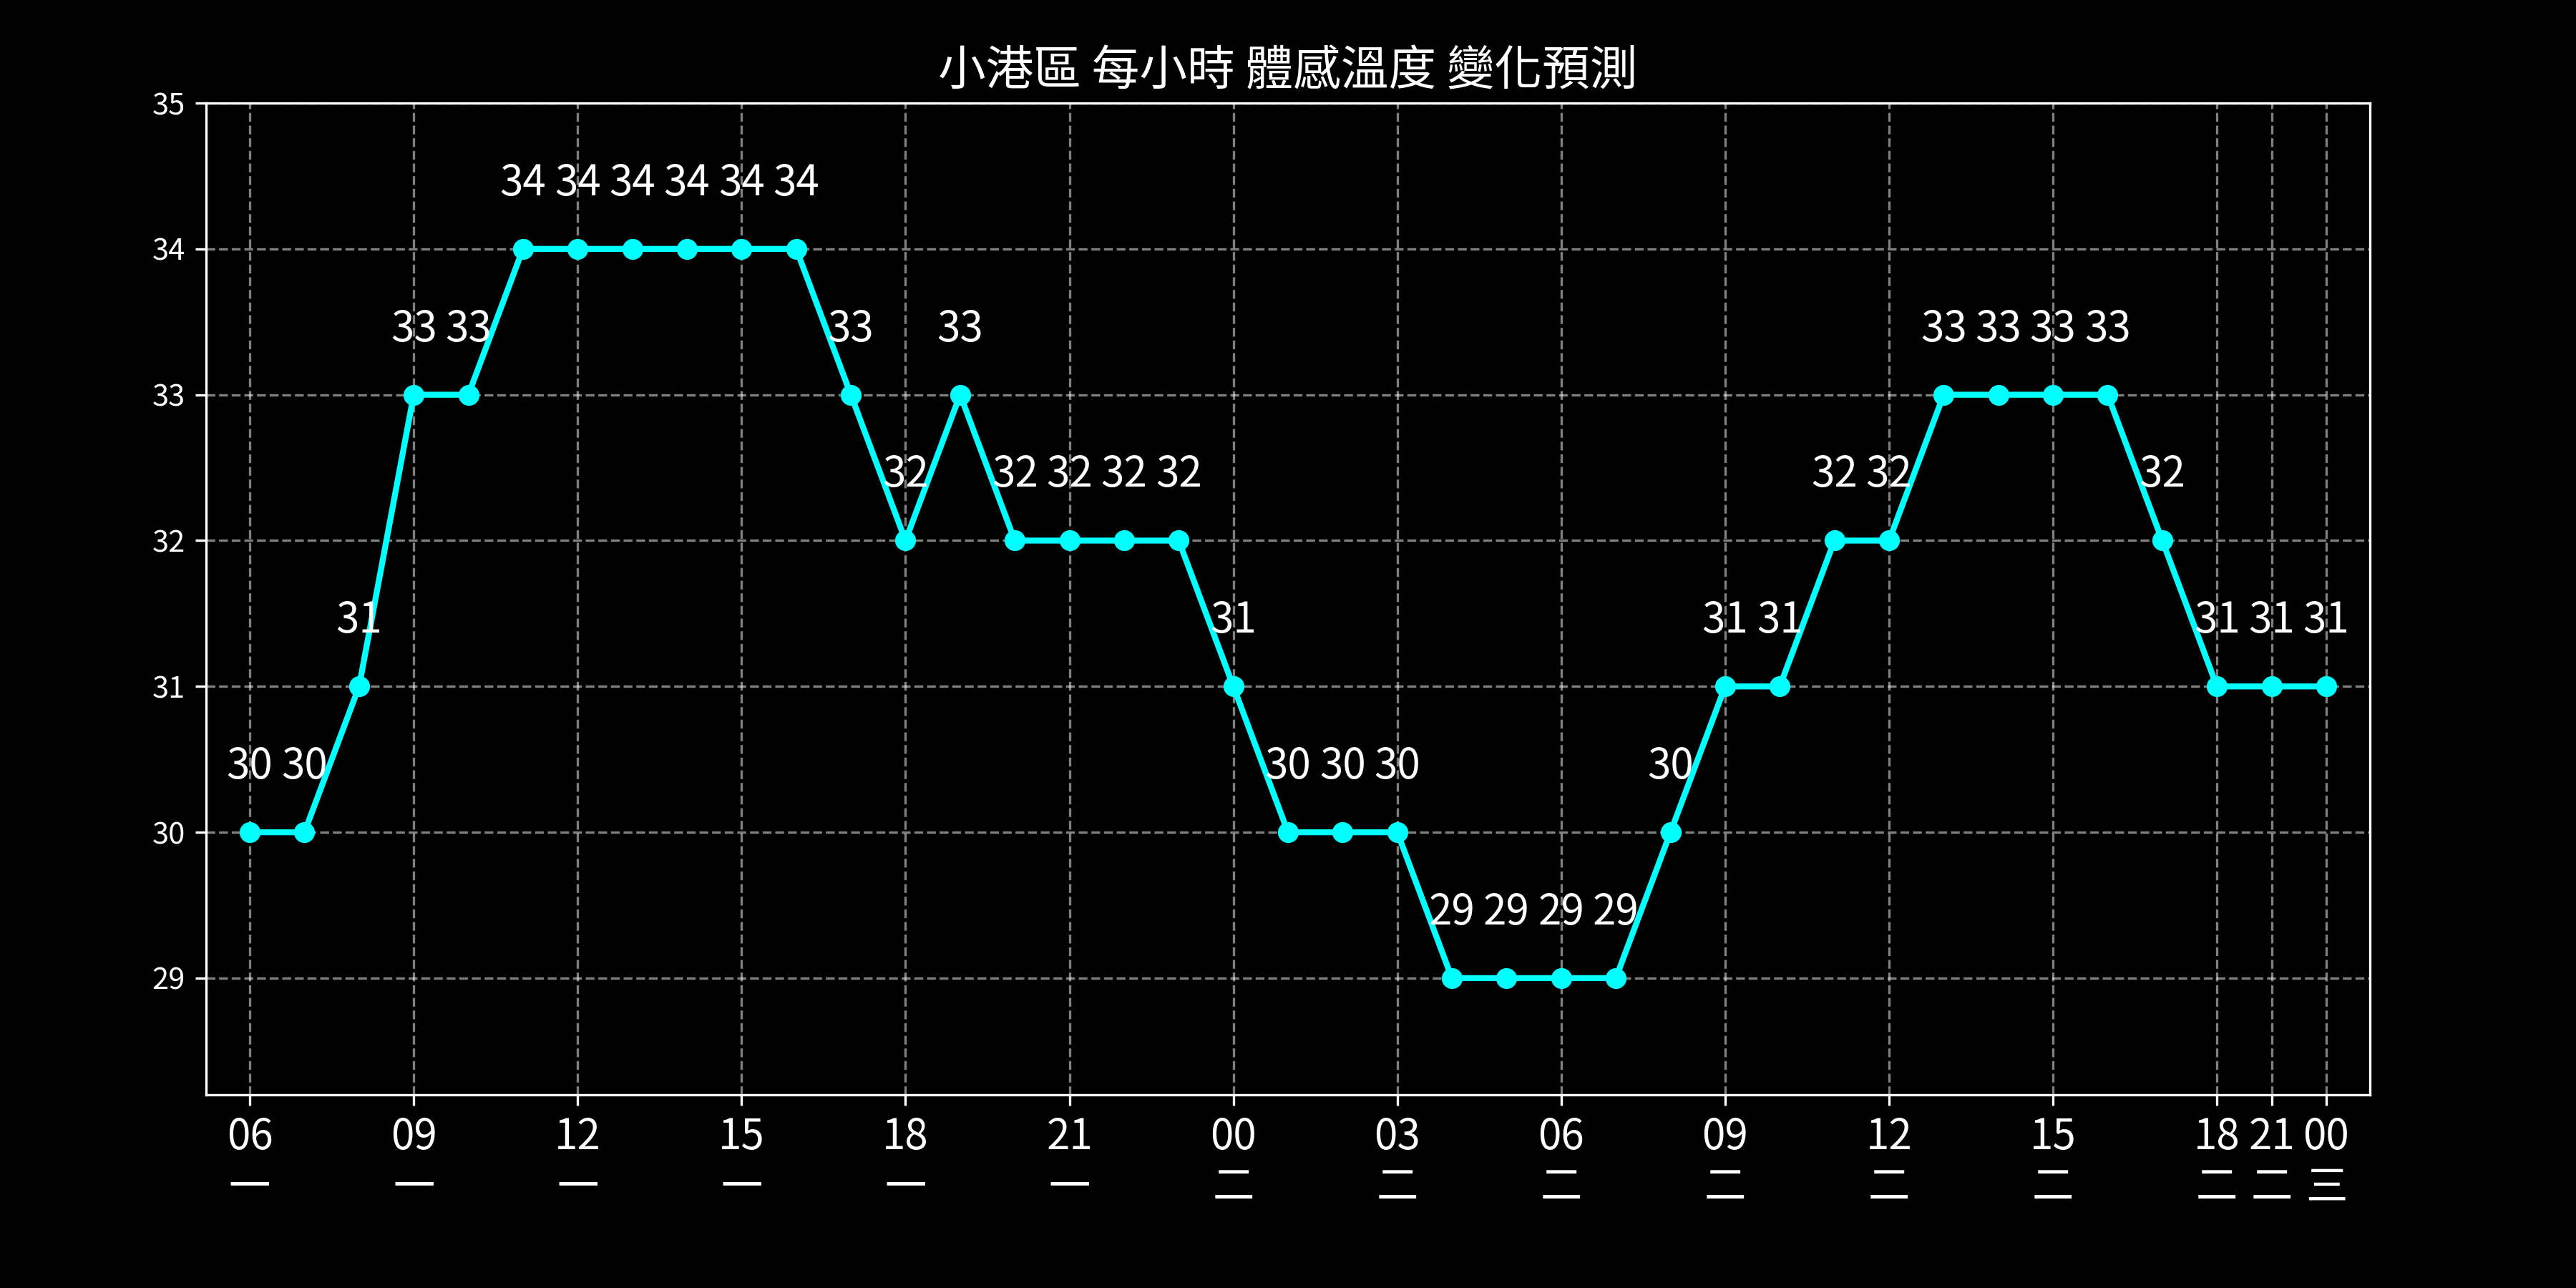 小港區 每小時 體感溫度 變化預測
35
34 34 34 34 34 34
34
33 33 33 33 33 33 33 33
33
32 32 32 32 32 32 32 32
32
31 31 31 31 31 31 31
31
30 30 30 30 30 30
30
29 29 29 29
29
06 09 12 15 18 21 00 03 06 09 12 15 18 21 00
一 一 一 一 一 一 二 二 二 二 二 二 二 二 三